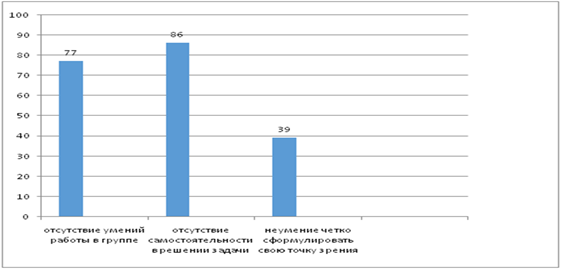 100
90
80
70
60
50
40
30
20
10
0
77
86
39
отсутствие умений
работы в группе
отсутствие
самостоятельности
в решении задачи
неумение четко
сформулировать
свою точку зрения